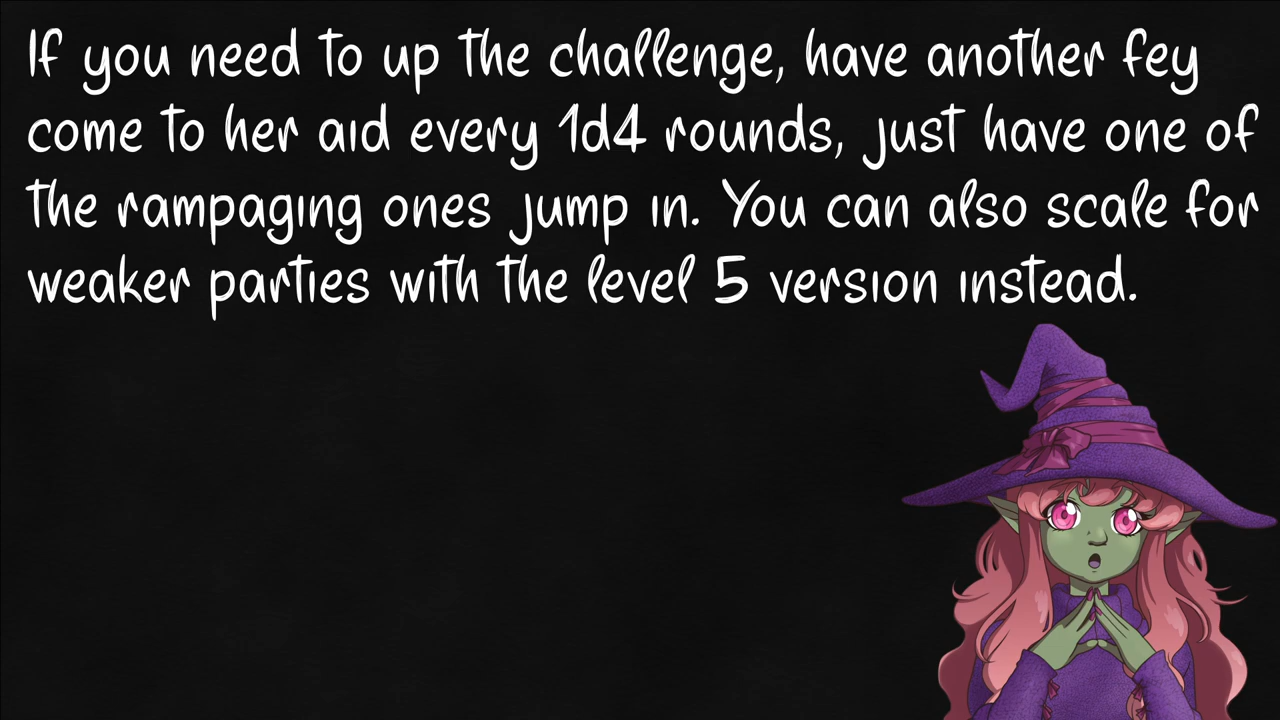 If you need to up the challenge, have another fey
come to her aid every 1d4 rounds, just have one of
the rampaging ones jump in. You can also scale for
weaker parties with the level 5 version instead.